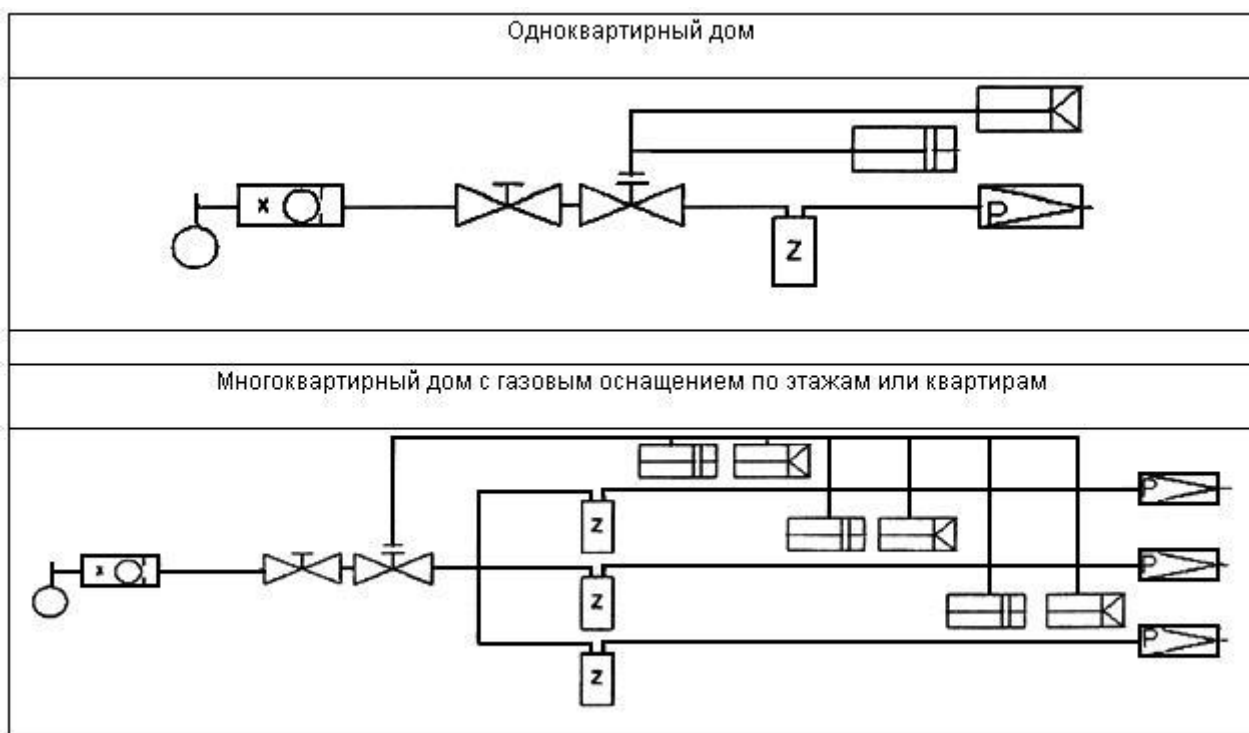 Одноквартирный дом
x
P
Z
Многоквартирный дом с газовым оснащением по этажам или квартирам
P
Z
x
P
Z
P
Z